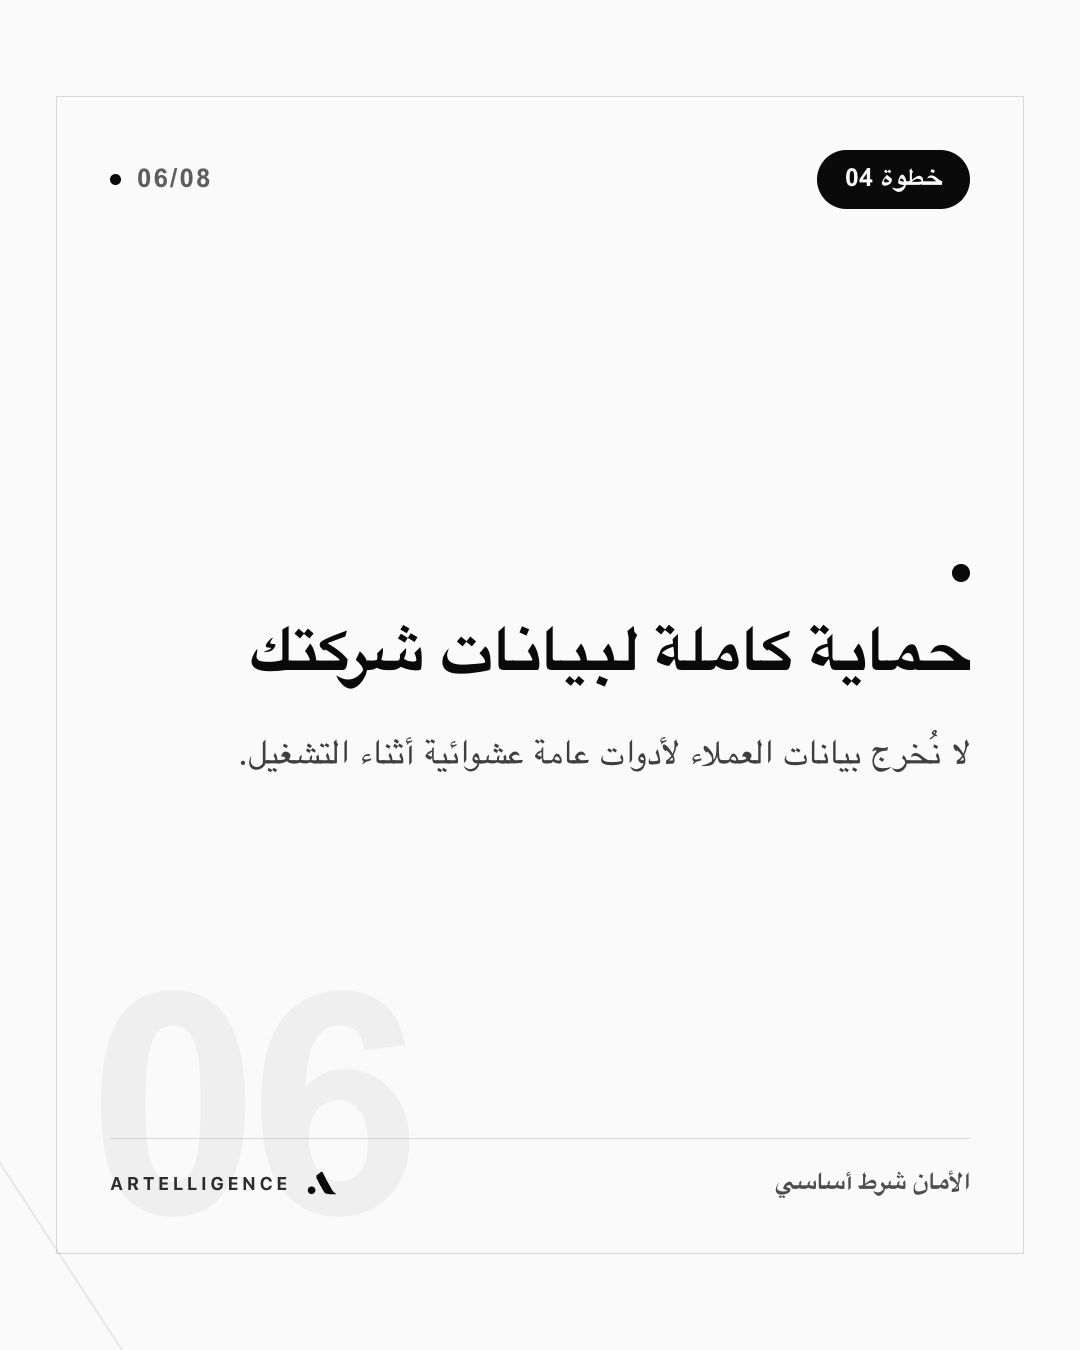 خطوة 04
06/08
حماية كاملة لبيانات شركتك
لا نُخرج بيانات العملاء لأدوات عامة عشوائية أثناء التشغيل.
06
الأمان شرط أساسي
ARTELLIGENCE